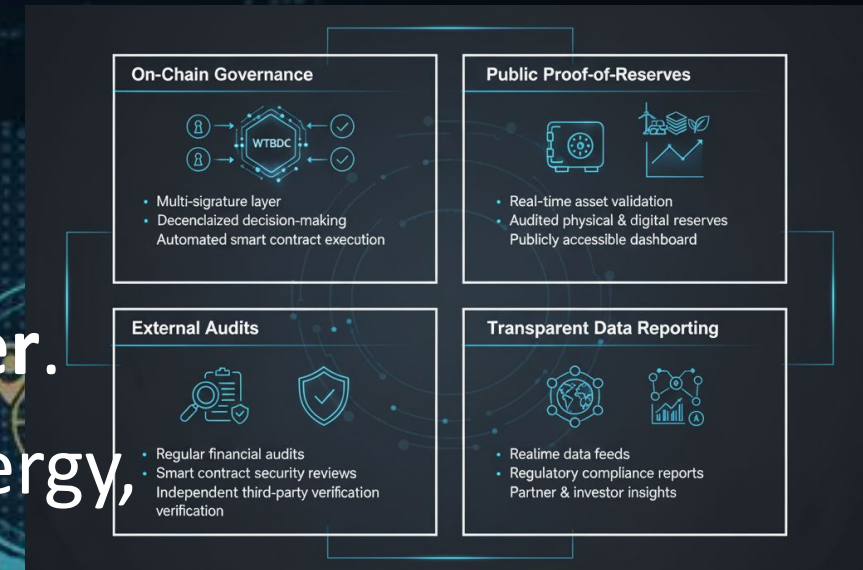 On-Chain Governance
WTBDC
• Multi-sigrature layer
• Decenclaized decision-making
Automated smart contract execution
Public Proof-of-Reserves
• Real-time asset validation
• Audited physical & digital reserves
Publicly accessible dashboard
er.
ergy,
External Audits
• Regular financial audits
• Smart contract security reviews
Independent third-party verification
verification
Transparent Data Reporting
A
• Realime data feeds
• Regulatory compliance reports
Partner & investor insights